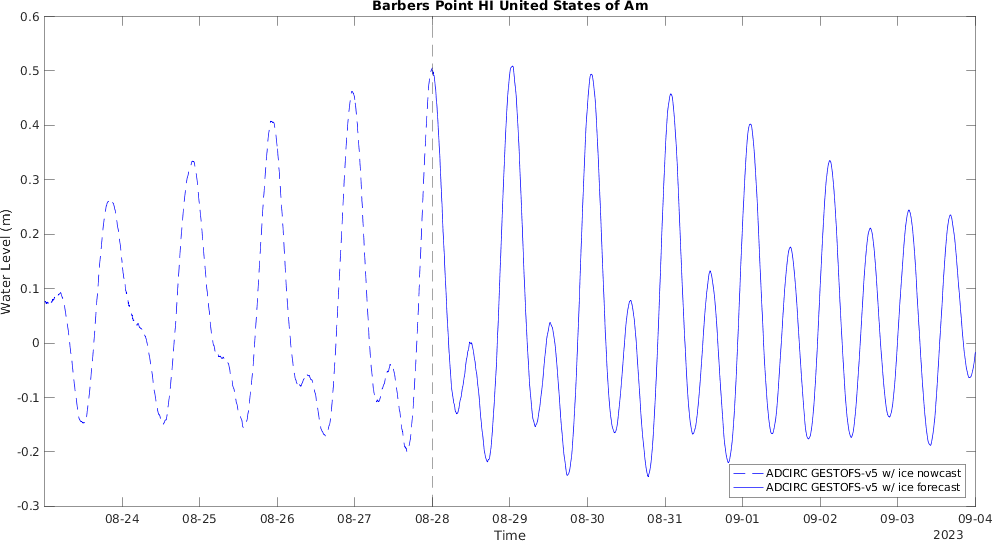 Barbers Point HI United States of Am
0.6
0.5
0.4
0.3
0.2
0.1
0
-0.1
-0.2
-0.3
Water Level (m)
ADCIRC GESTOFS-v5 w/ ice nowcast
ADCIRC GESTOFS-v5 w/ ice forecast
08-24 08-25 08-26 08-27 08-28 08-29 08-30 08-31 09-01 09-02 09-03 09-04
Time
2023